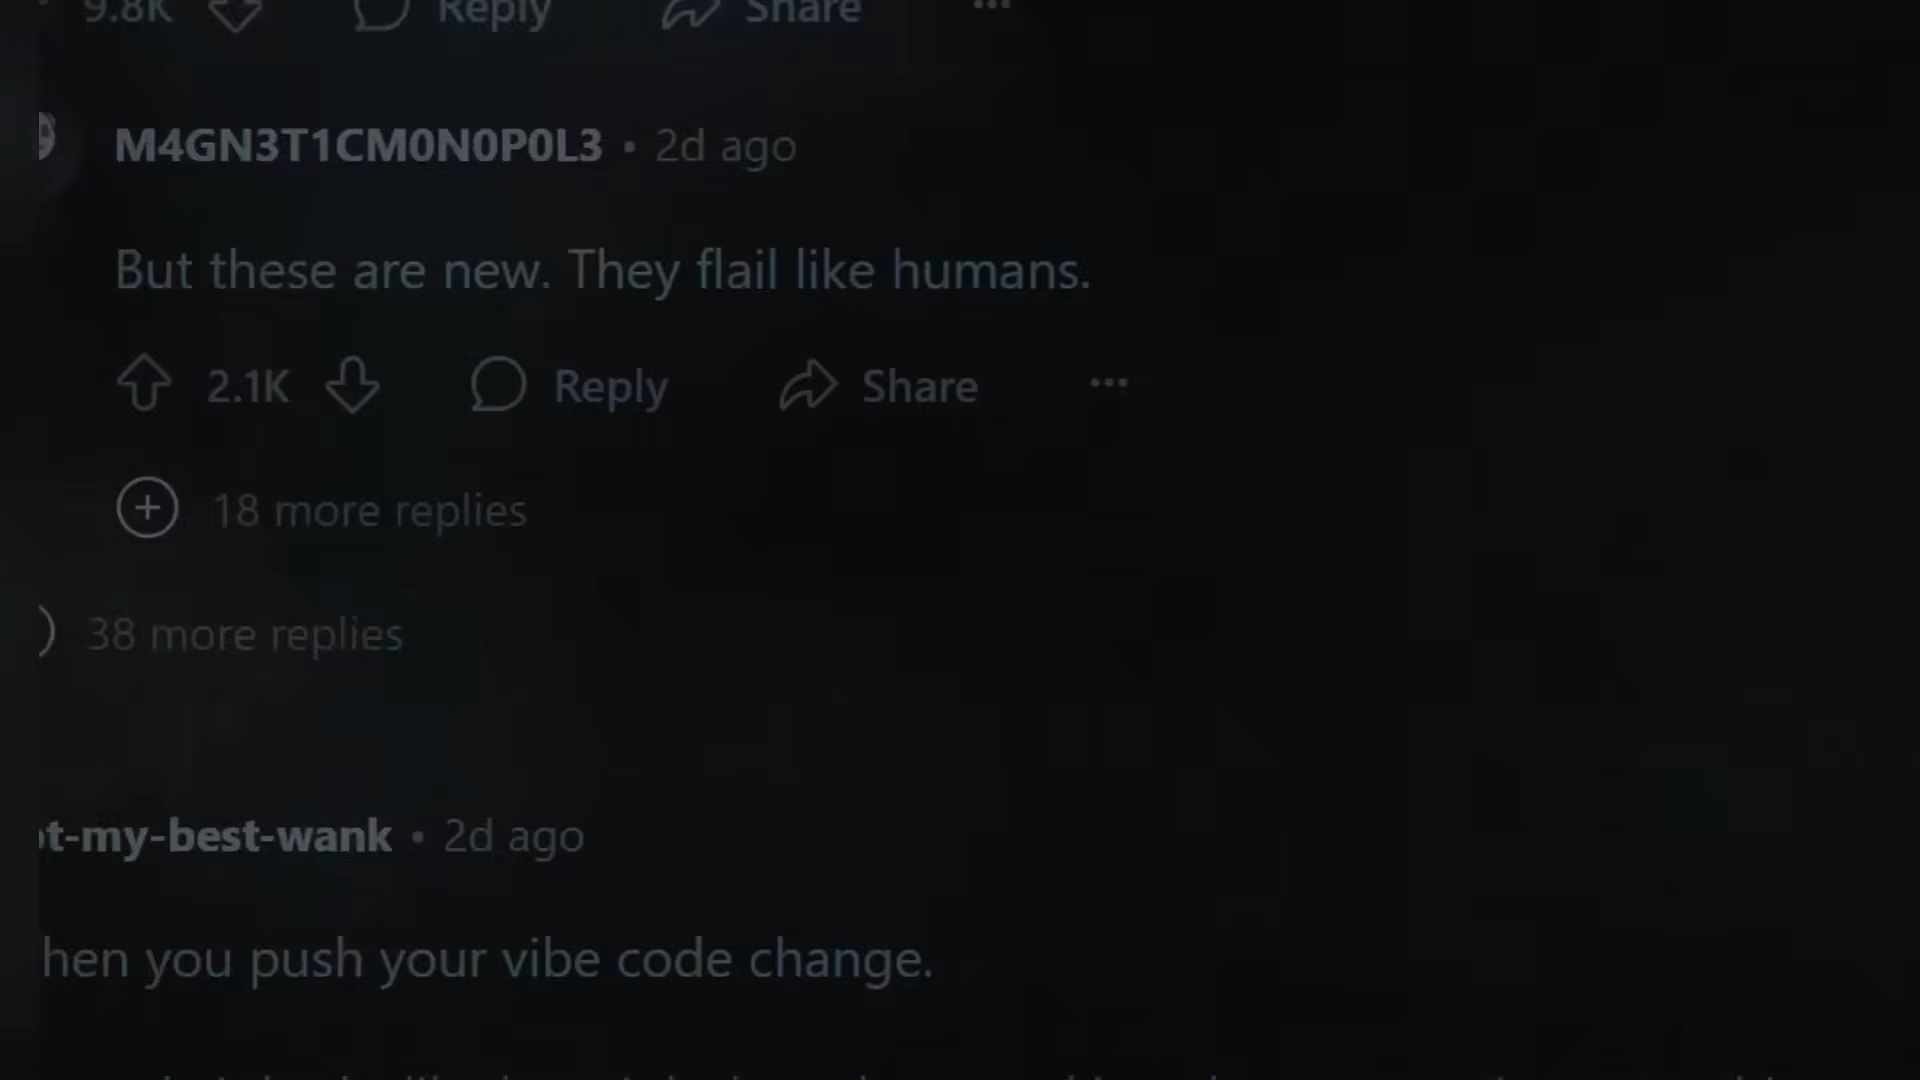 9.8K Reply Share
M4GN3T1CM0N0P0L3 • 2d ago
But these are new. They flail like humans.
2.1K Reply Share
18 more replies
38 more replies
t-my-best-wank • 2d ago
hen you push your vibe code change.